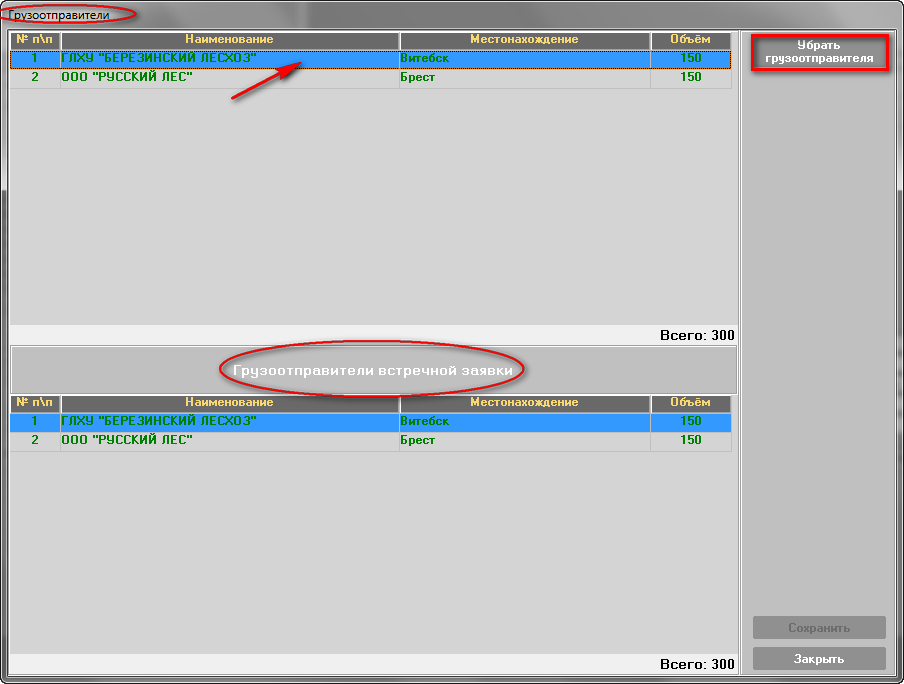 Грузоотправители
№ п\п Наименование Местонахождение Объём
1 ГЛХУ "БЕРЕЗИНСКИЙ ЛЕСХОЗ" Витебск 150
2 ООО "РУССКИЙ ЛЕС" Брест 150
Убрать
грузоотправителя
Всего: 300
Грузоотправители встречной заявки
№ п\п Наименование Местонахождение Объём
1 ГЛХУ "БЕРЕЗИНСКИЙ ЛЕСХОЗ" Витебск 150
2 ООО "РУССКИЙ ЛЕС" Брест 150
Сохранить
Закрыть
Всего: 300